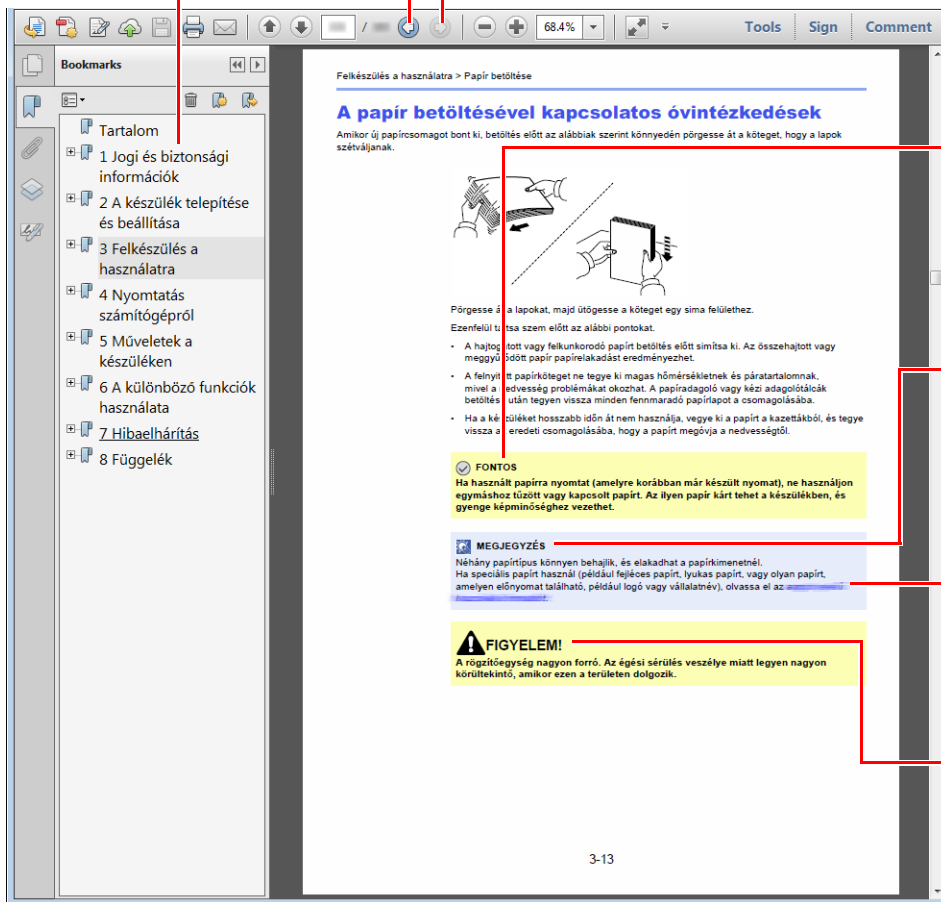 /
68.4%
Tools
Sign
Comment
Bookmarks
Tartalom
1 Jogi és biztonsági
információk
2 A készülék telepítése
és beállítása
3 Felkészülés a
használatra
4 Nyomtatás
számítógépről
5 Műveletek a
készüléken
6 A különböző funkciók
használata
7 Hibaelhárítás
8 Függelék
Felkészülés a használatra > Papír betöltése
A papír betöltésével kapcsolatos óvintézkedések
Amikor új papírcsomagot bont ki, betöltés előtt az alábbiak szerint könnyedén pörgesse át a köteget, hogy a lapok
szétváljanak.
Pörgesse át a lapokat, majd ütögesse a köteget egy sima felülethez.
Ezenfelül tartsa szem előtt az alábbi pontokat.
• A hajtogatott vagy felkunkorodó papírt betöltés előtt simítsa ki. Az összehajtott vagy
meggyűrődött papír papírelakadást eredményezhet.
• A felnyitott papírköteget ne tegye ki magas hőmérsékletnek és páratartalomnak,
mivel a nedvesség problémákat okozhat. A papíradagoló vagy kézi adagolótálcák
betöltése után tegyen vissza minden fennmaradó papírlapot a csomagolásába.
• Ha a készüléket hosszabb időn át nem használja, vegye ki a papírt a kazettákból, és tegye
vissza az eredeti csomagolásába, hogy a papírt megóvja a nedvességtől.
FONTOS
Ha használt papírra nyomtat (amelyre korábban már készült nyomat), ne használjon
egymáshoz tűzött vagy kapcsolt papírt. Az ilyen papír kárt tehet a készülékben, és
gyenge képminőséghez vezethet.
MEGJEGYZÉS
Néhány papírtípus könnyen behajlik, és elakadhat a papírkimenetnél.
Ha speciális papírt használ (például fejléces papírt, lyukas papírt, vagy olyan papírt,
amelyen előnyomat található, például logó vagy vállalatnév), olvassa el az
FIGYELEM!
A rögzítőegység nagyon forró. Az égési sérülés veszélye miatt legyen nagyon
körültekintő, amikor ezen a területen dolgozik.
3-13